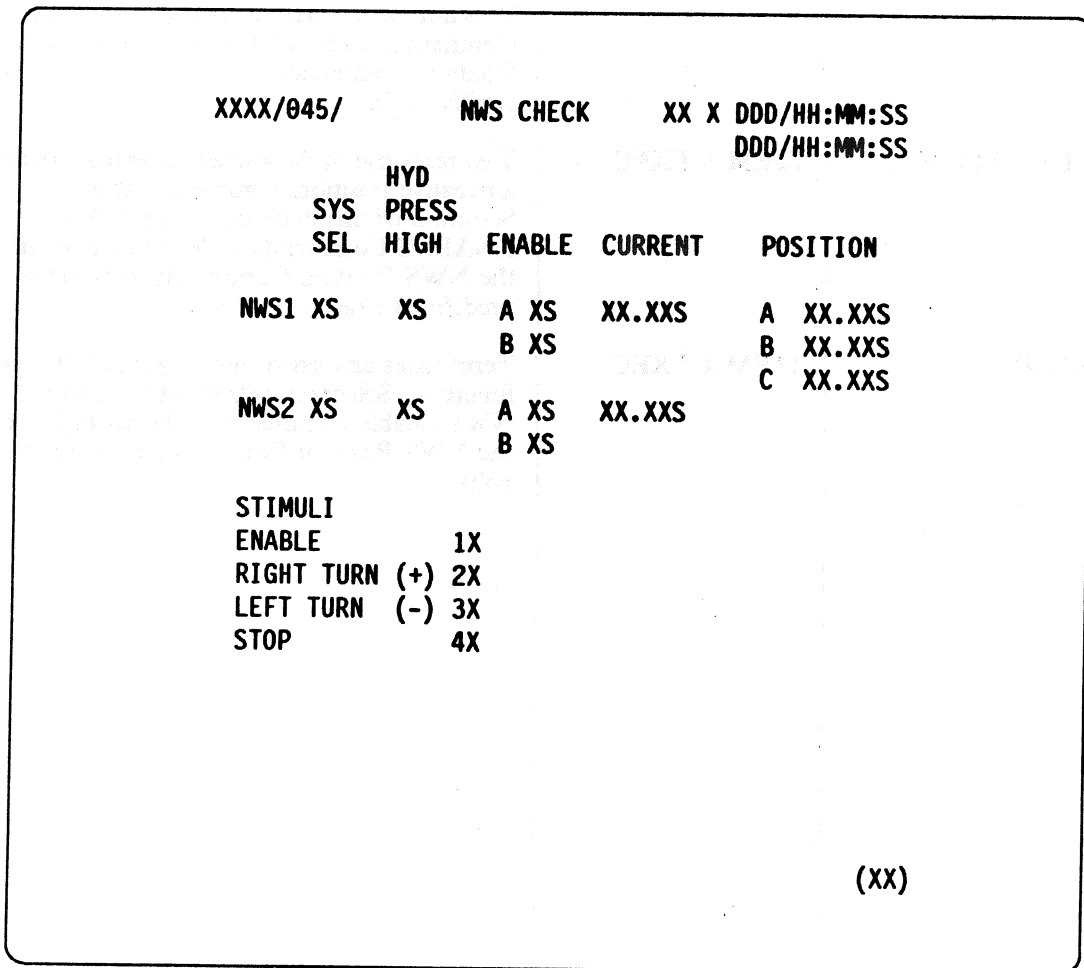 XXXX/045/ NWS CHECK XX X DDD/HH:MM:SS
DDD/HH:MM:SS
HYD
SYS PRESS
SEL HIGH ENABLE CURRENT POSITION
NWS1 XS XS A XS XX.XXS A XX.XXS
B XS B XX.XXS
C XX.XXS
NWS2 XS XS A XS XX.XXS
B XS
STIMULI
ENABLE 1X
RIGHT TURN (+) 2X
LEFT TURN (-) 3X
STOP 4X
(XX)